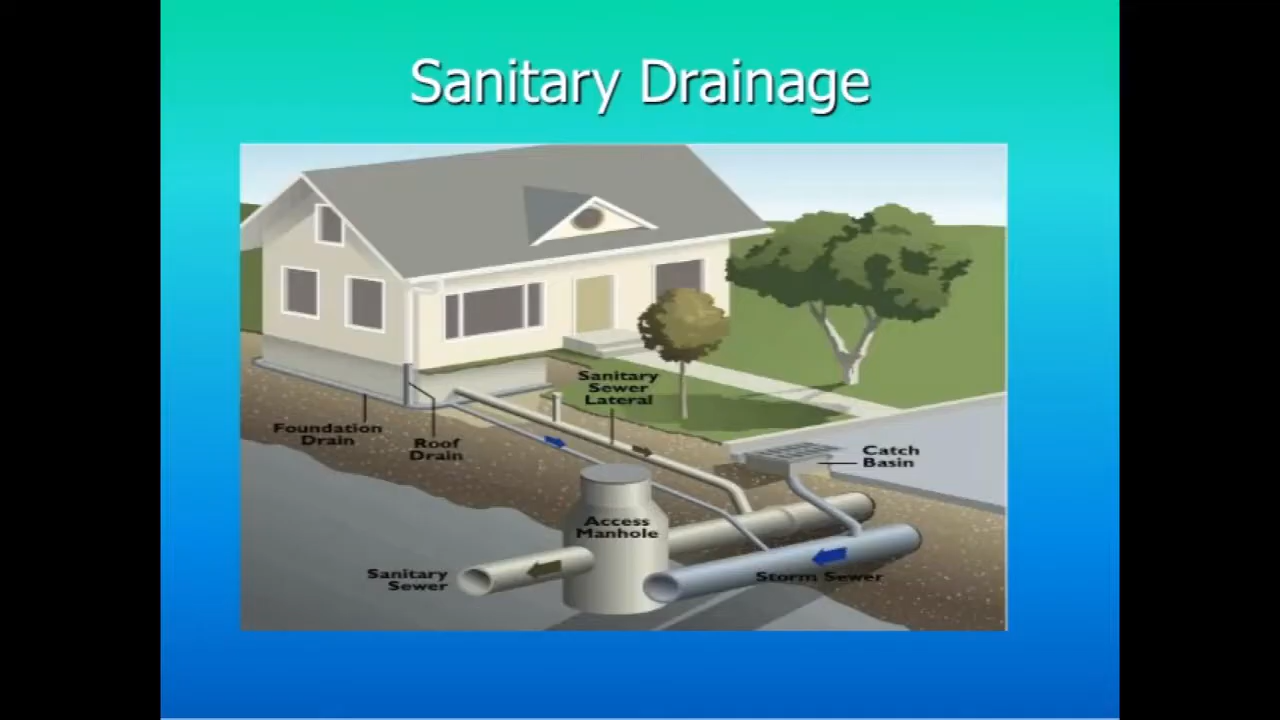 Sanitary Drainage
Sanitary
Sewer
Lateral
Foundation
Drain
Roof
Drain
Catch
Basin
Access
Manhole
Sanitary
Sewer
Storm Sewer